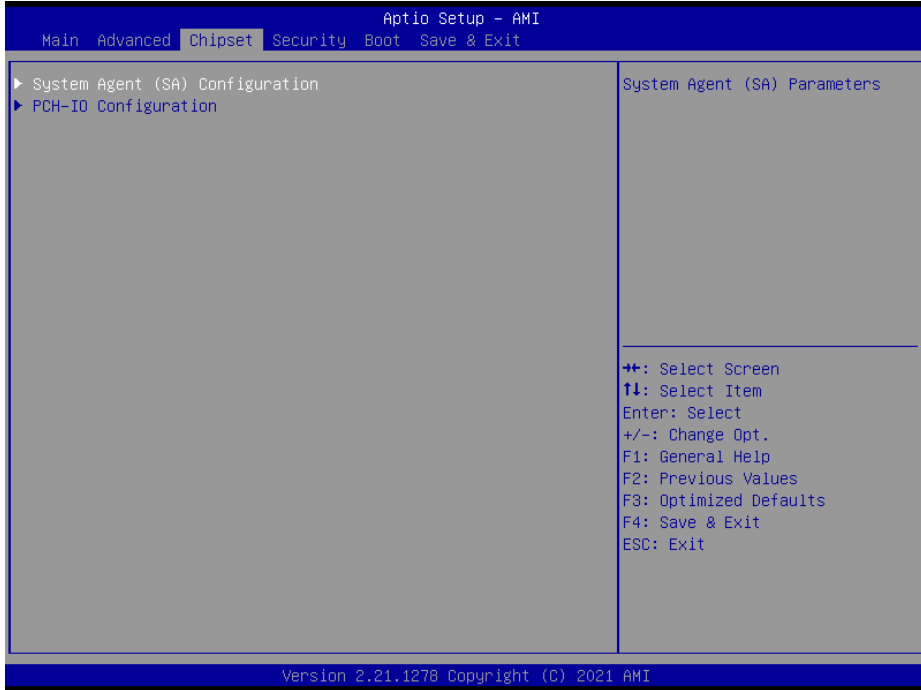 Aptio Setup - AMI
Main Advanced Chipset Security Boot Save & Exit
▶ System Agent (SA) Configuration
▶ PCH-IO Configuration
System Agent (SA) Parameters
→←: Select Screen
↑↓: Select Item
Enter: Select
+/-: Change Opt.
F1: General Help
F2: Previous Values
F3: Optimized Defaults
F4: Save & Exit
ESC: Exit
Version 2.21.1278 Copyright (C) 2021 AMI